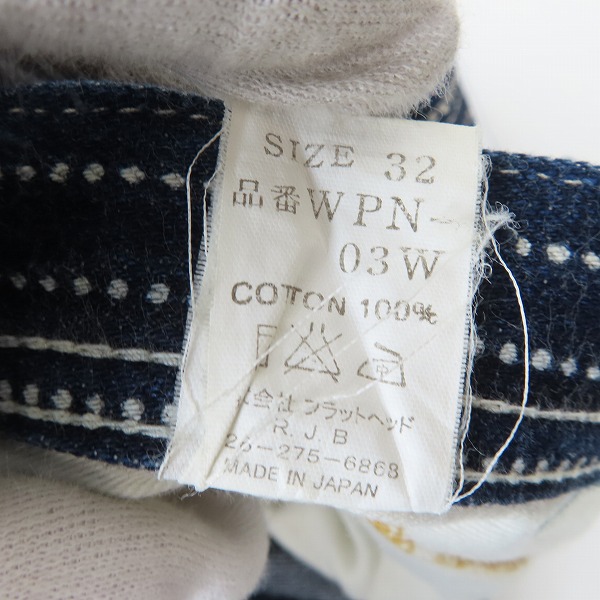 SIZE 32
品番WPN-
03W
COTTON 100%
式会社 フラットヘッド
R.J.B
26-275-6868
MADE IN JAPAN